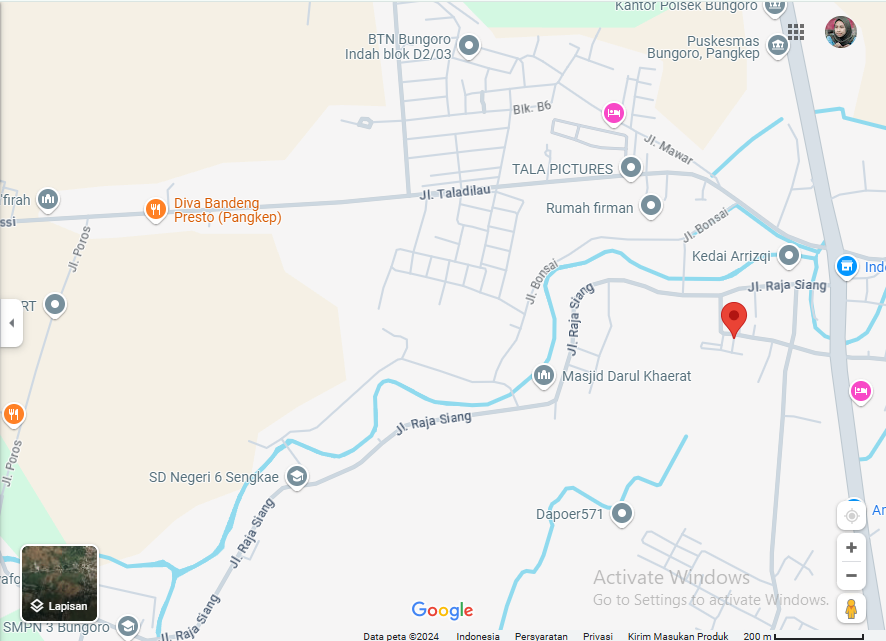 Kantor Polsek Bungoro
BTN Bungoro
Indah blok D2/03
Puskesmas
Bungoro, Pangkep
Blk. B6
Jl. Mawar
TALA PICTURES
Jl. Taladilau
'firah
Diva Bandeng
Presto (Pangkep)
ssi
Rumah firman
Jl. Bonsai
Jl. Poros
Kedai Arrizqi
Indo
Jl. Bonsai
Jl. Raja Siang
RT
Jl. Raja Siang
Masjid Darul Khaerat
Jl. Raja Siang
Jl. Poros
SD Negeri 6 Sengkae
Dapoer571
Ar
Jl. Raja Siang
Activate Windows
Go to Settings to activate Windows.
Lapisan
Google
SMPN 3 Bungoro
Jl. Raja Siang
Data peta ©2024 Indonesia Persyaratan Privasi Kirim Masukan Produk 200 m